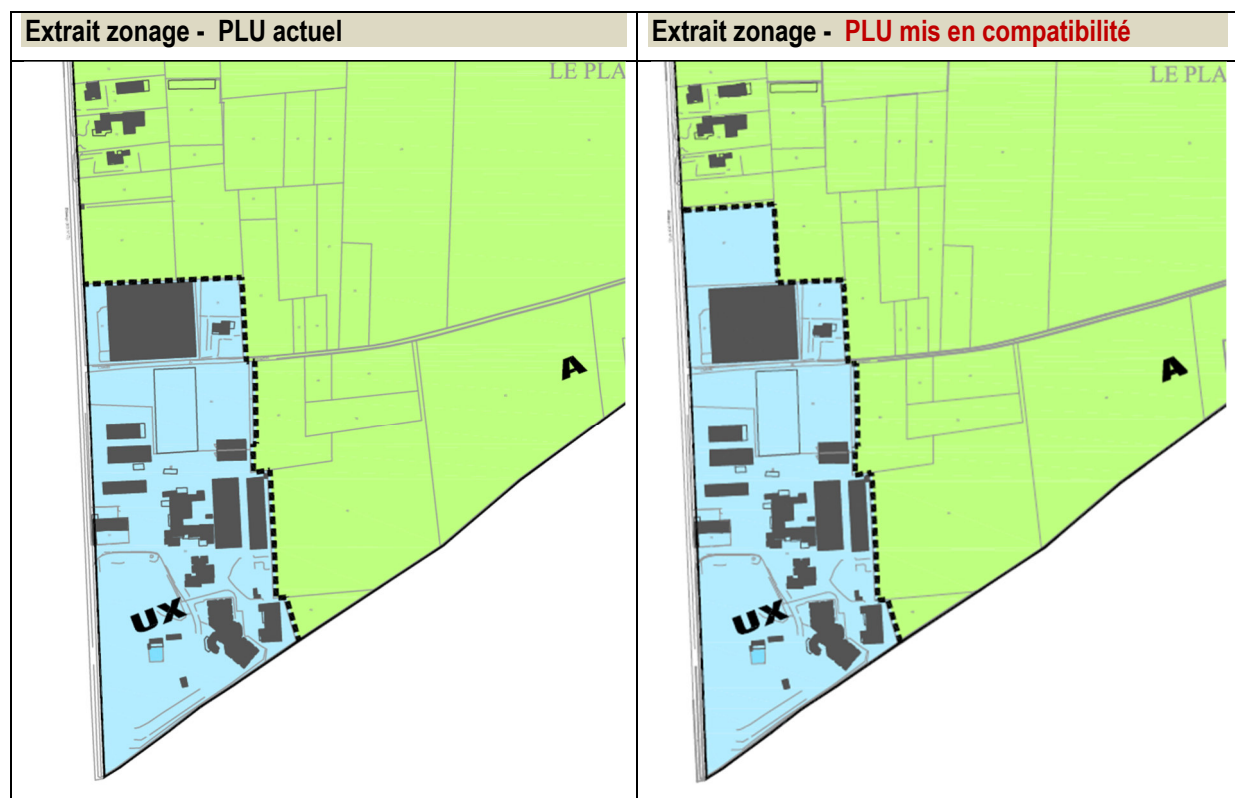 Extrait zonage - PLU actuel
Extrait zonage - PLU mis en compatibilité
LE PLA
A
UX
LE PLA
A
UX